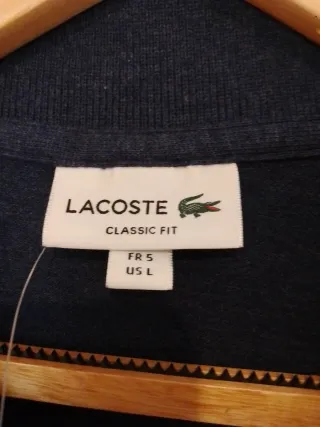 LACOSTE
CLASSIC FIT
FR 5
US L